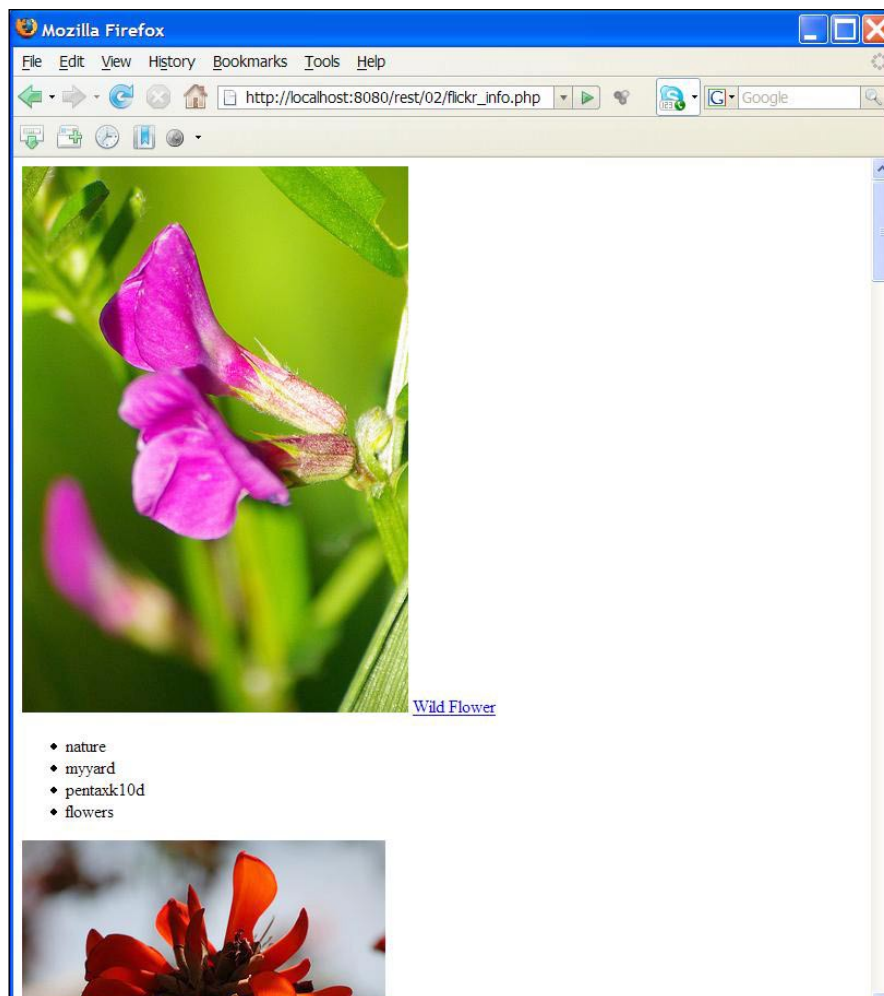 Mozilla Firefox
File Edit View History Bookmarks Tools Help
http://localhost:8080/rest/02/flickr_info.php
G Google
Wild Flower
nature
myyard
pentaxk10d
flowers